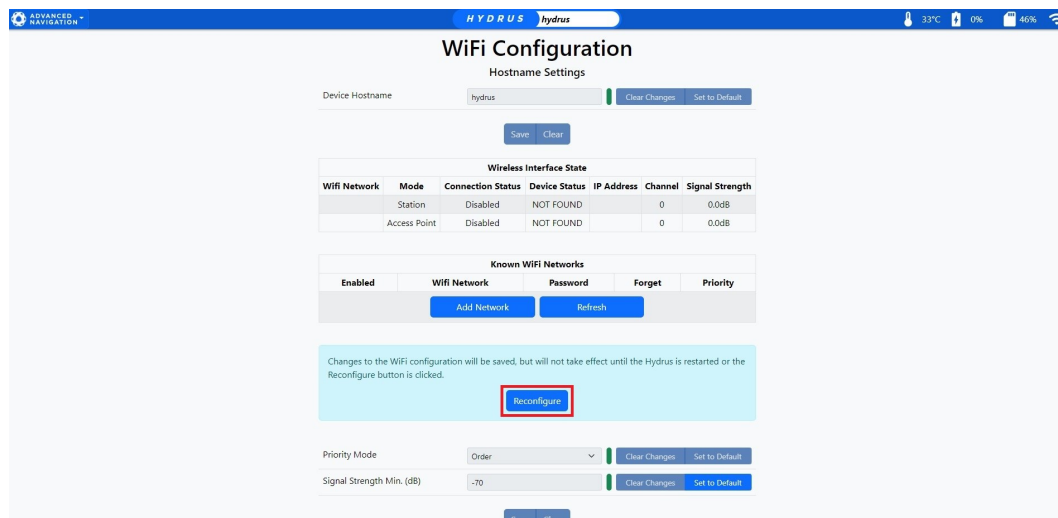 ADVANCED NAVIGATION
HYDRUS hydrus
33°C 0% 46%
WiFi Configuration
Hostname Settings
Device Hostname hydrus Clear Changes Set to Default
Save Clear
Wireless Interface State
Wifi Network Mode Connection Status Device Status IP Address Channel Signal Strength
Station Disabled NOT FOUND 0 0.0dB
Access Point Disabled NOT FOUND 0 0.0dB
Known WiFi Networks
Enabled Wifi Network Password Forget Priority
Add Network Refresh
Changes to the WiFi configuration will be saved, but will not take effect until the Hydrus is restarted or the
Reconfigure button is clicked.
Reconfigure
Priority Mode Order Clear Changes Set to Default
Signal Strength Min. (dB) -70 Clear Changes Set to Default